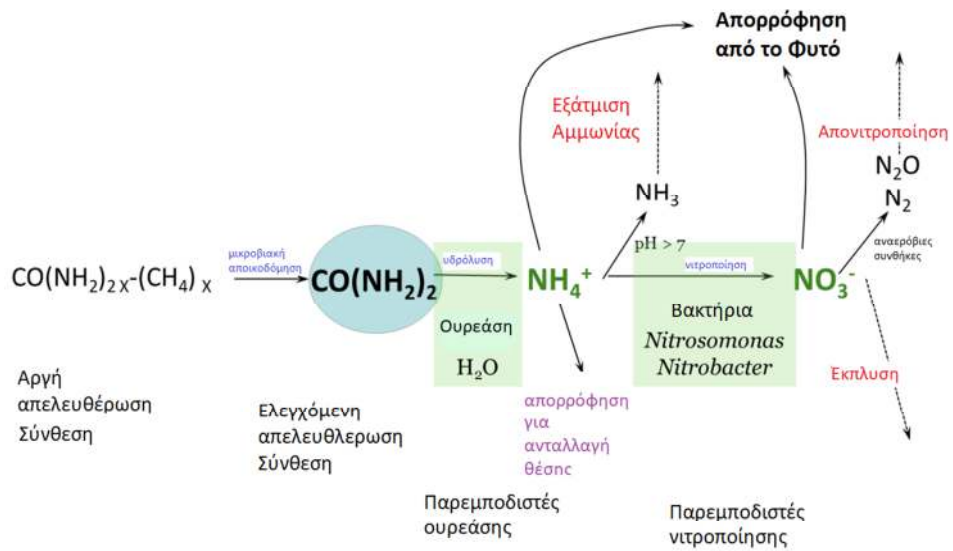 Απορρόφηση
από το Φυτό
Εξάτμιση
Αμμωνίας
Απονιτροποίηση
N₂O
N₂
NH₃
pH > 7
αναερόβιες
συνθήκες
μικροβιακή
αποικοδόμηση
υδρόλυση
νιτροποίηση
CO(NH₂)₂ₓ-(CH₄)ₓ
CO(NH₂)₂
NH₄⁺
NO₃⁻
Ουρεάση
H₂O
Βακτήρια
Nitrosomonas
Nitrobacter
Έκπλυση
Αργή
απελευθέρωση
Σύνθεση
Ελεγχόμενη
απελευθλερωση
Σύνθεση
απορρόφηση
για
ανταλλαγή
θέσης
Παρεμποδιστές
ουρεάσης
Παρεμποδιστές
νιτροποίησης